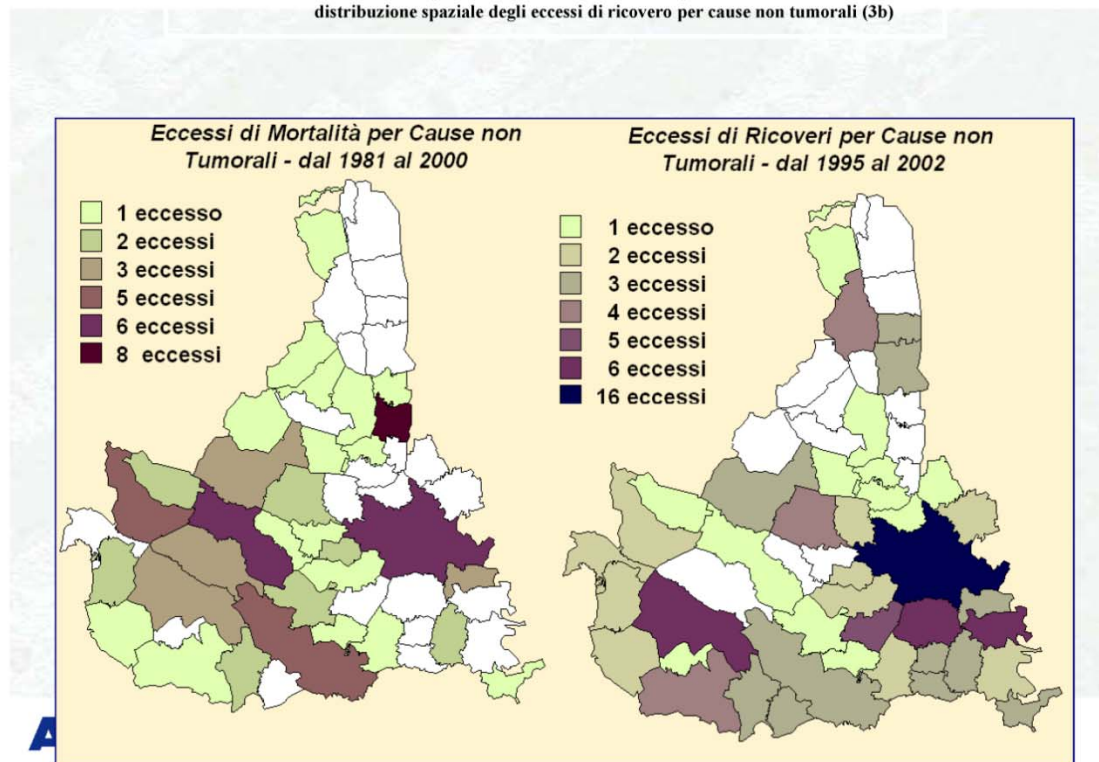 distribuzione spaziale degli eccessi di ricovero per cause non tumorali (3b)
Eccessi di Mortalità per Cause non
Tumorali - dal 1981 al 2000
1 eccesso
2 eccessi
3 eccessi
5 eccessi
6 eccessi
8 eccessi
Eccessi di Ricoveri per Cause non
Tumorali - dal 1995 al 2002
1 eccesso
2 eccessi
3 eccessi
4 eccessi
5 eccessi
6 eccessi
16 eccessi
A